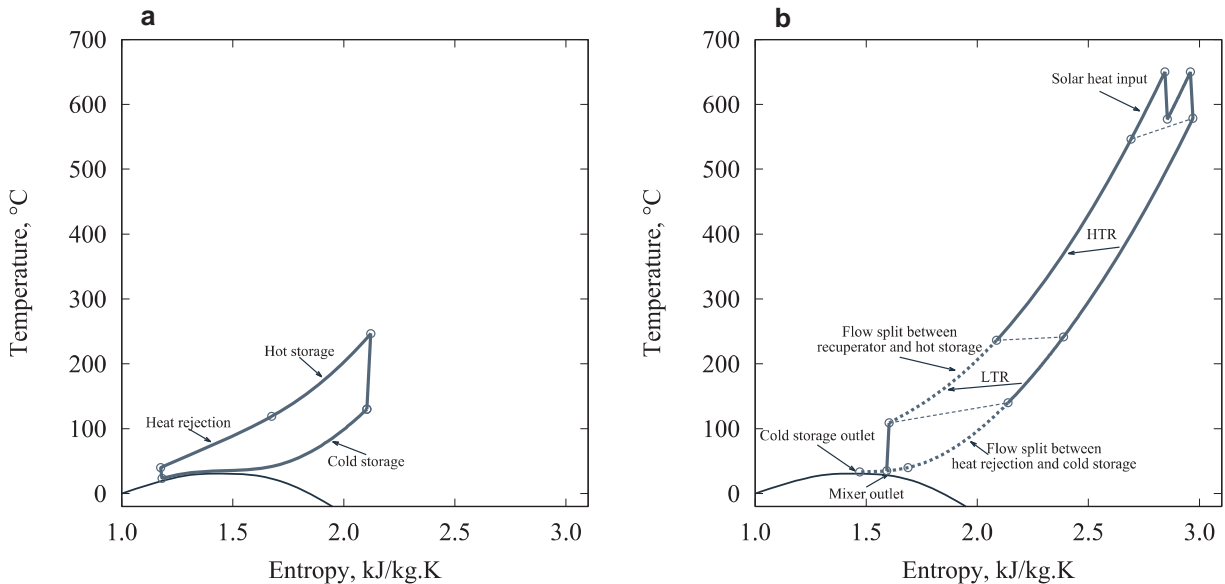 a
700
600
500
400
300
200
100
0
Temperature, °C
Hot storage
Heat rejection
Cold storage
1.0 1.5 2.0 2.5 3.0
Entropy, kJ/kg.K
b
700
600
500
400
300
200
100
0
Temperature, °C
Solar heat input
HTR
Flow split between
recuperator and hot storage
LTR
Cold storage outlet
Flow split between
heat rejection and cold storage
Mixer outlet
1.0 1.5 2.0 2.5 3.0
Entropy, kJ/kg.K